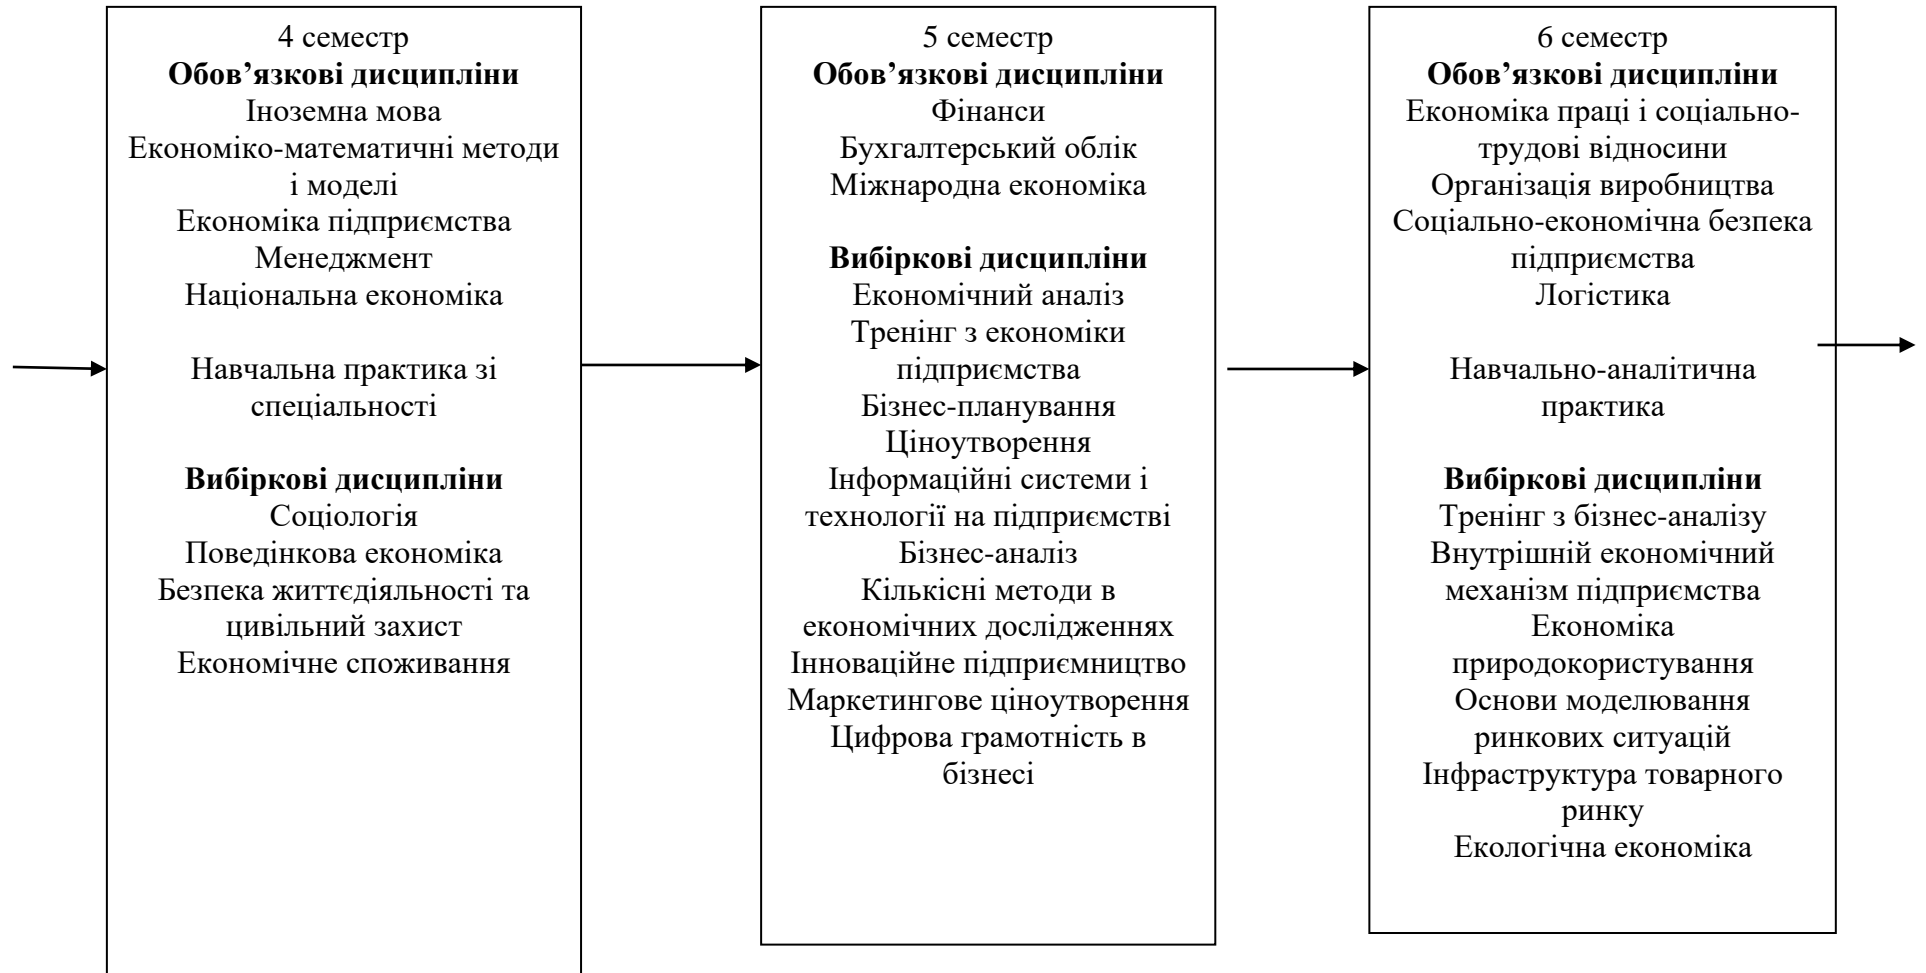 4 семестр
Обов’язкові дисципліни
Іноземна мова
Економіко-математичні методи
і моделі
Економіка підприємства
Менеджмент
Національна економіка
Навчальна практика зі
спеціальності
Вибіркові дисципліни
Соціологія
Поведінкова економіка
Безпека життєдіяльності та
цивільний захист
Економічне споживання
5 семестр
Обов’язкові дисципліни
Фінанси
Бухгалтерський облік
Міжнародна економіка
Вибіркові дисципліни
Економічний аналіз
Тренінг з економіки
підприємства
Бізнес-планування
Ціноутворення
Інформаційні системи і
технології на підприємстві
Бізнес-аналіз
Кількісні методи в
економічних дослідженнях
Інноваційне підприємництво
Маркетингове ціноутворення
Цифрова грамотність в
бізнесі
6 семестр
Обов’язкові дисципліни
Економіка праці і соціально-
трудові відносини
Організація виробництва
Соціально-економічна безпека
підприємства
Логістика
Навчально-аналітична
практика
Вибіркові дисципліни
Тренінг з бізнес-аналізу
Внутрішній економічний
механізм підприємства
Економіка
природокористування
Основи моделювання
ринкових ситуацій
Інфраструктура товарного
ринку
Екологічна економіка